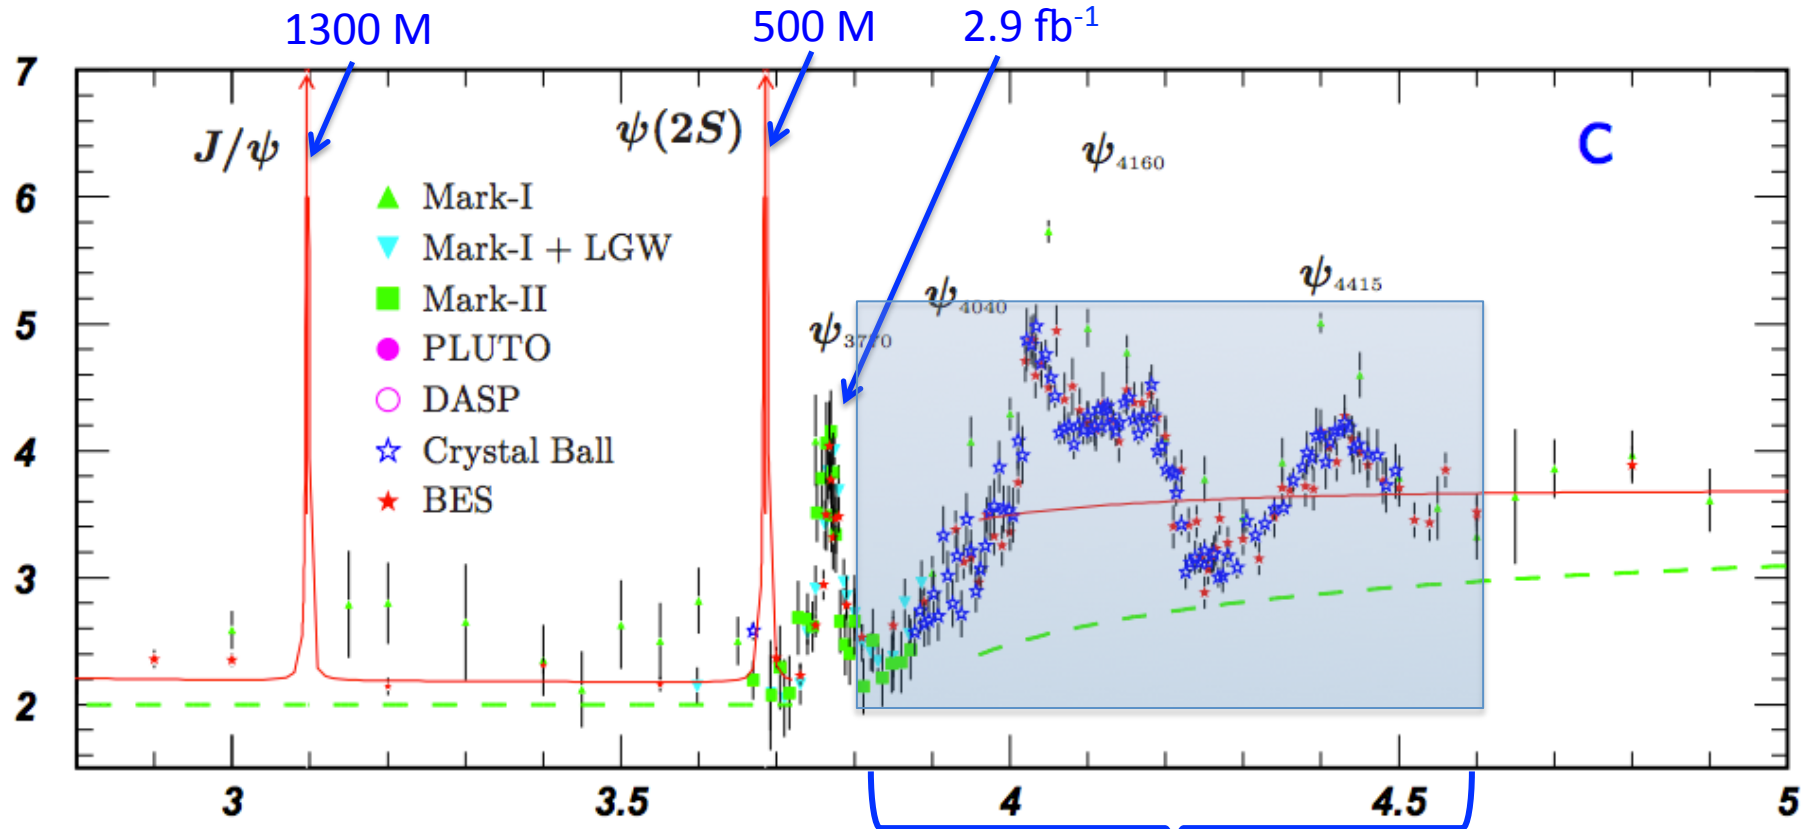 1300 M 500 M 2.9 fb⁻¹
7
J/ψ ψ(2S) ψ4160 C
6
Mark-I
Mark-I + LGW
Mark-II
PLUTO
DASP
Crystal Ball
BES
ψ4415
ψ4040
5
ψ3770
4
3
2
3 3.5 4 4.5 5